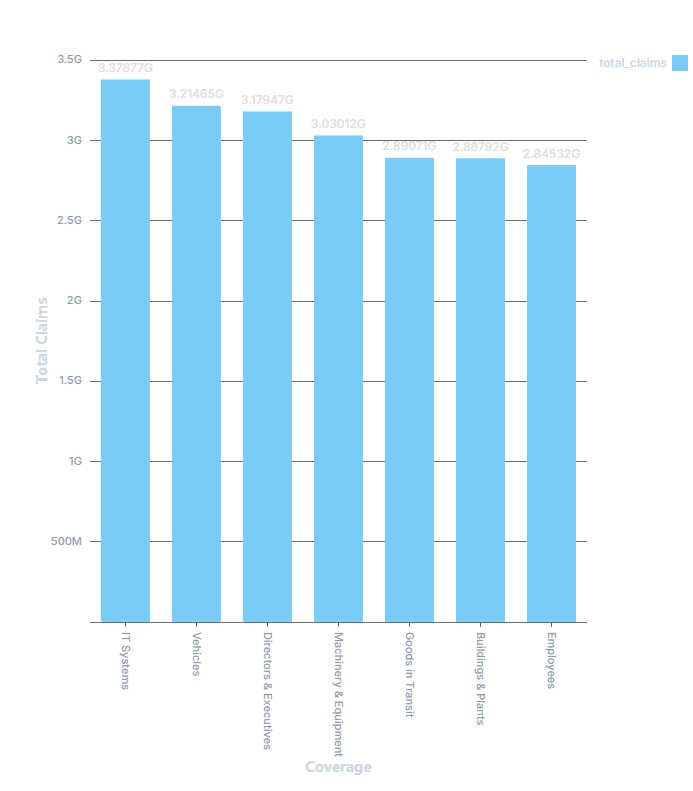 3.5G
3G
2.5G
2G
1.5G
1G
500M
Total Claims
3.37877G
3.21465G
3.17947G
3.03012G
2.89071G
2.88792G
2.84532G
total_claims
IT Systems
Vehicles
Directors & Executives
Machinery & Equipment
Goods in Transit
Buildings & Plants
Employees
Coverage